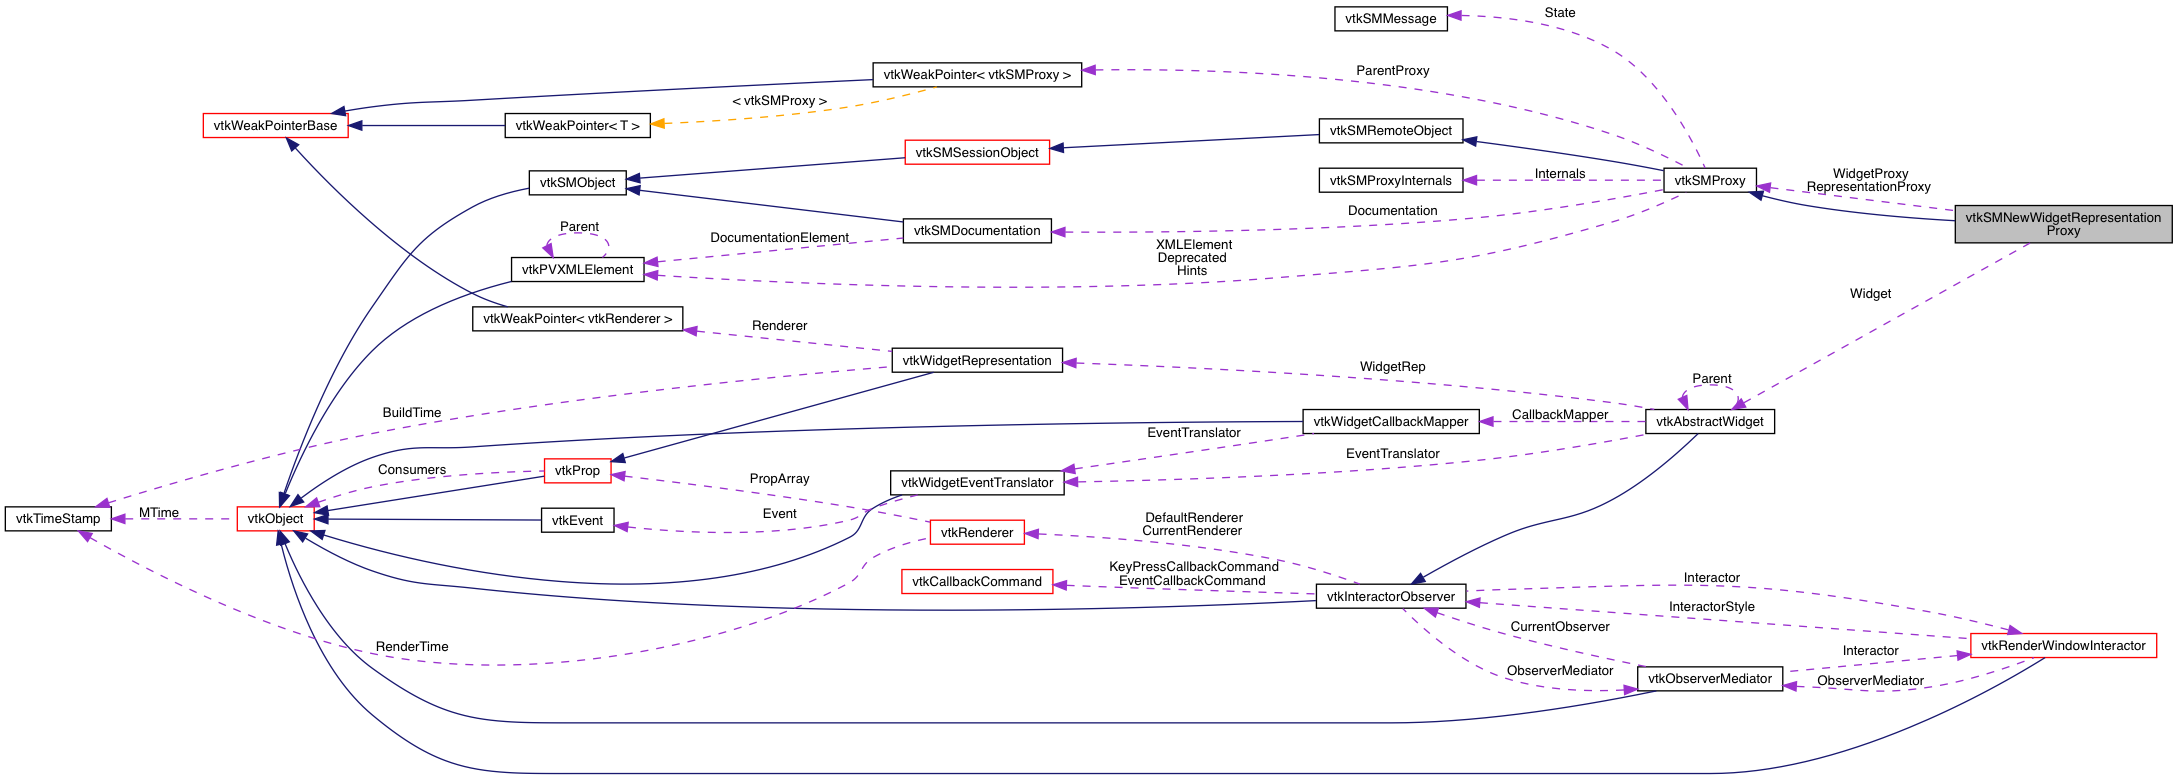 State
vtkSMMessage
ParentProxy
vtkWeakPointer< vtkSMProxy >
< vtkSMProxy >
vtkWeakPointerBase
vtkWeakPointer< T >
vtkSMRemoteObject
vtkSMSessionObject
Internals
vtkSMProxyInternals
vtkSMProxy
WidgetProxy
RepresentationProxy
vtkSMObject
Documentation
vtkSMNewWidgetRepresentation
Proxy
Parent
DocumentationElement
vtkSMDocumentation
XMLElement
Deprecated
Hints
vtkPVXMLElement
Widget
vtkWeakPointer< vtkRenderer >
Renderer
vtkWidgetRepresentation
WidgetRep
Parent
BuildTime
CallbackMapper
vtkWidgetCallbackMapper
vtkAbstractWidget
EventTranslator
EventTranslator
Consumers
vtkProp
PropArray
vtkWidgetEventTranslator
MTime
vtkTimeStamp
vtkObject
vtkEvent
Event
DefaultRenderer
CurrentRenderer
vtkRenderer
KeyPressCallbackCommand
EventCallbackCommand
vtkCallbackCommand
Interactor
vtkInteractorObserver
InteractorStyle
CurrentObserver
RenderTime
vtkRenderWindowInteractor
Interactor
ObserverMediator
vtkObserverMediator
ObserverMediator